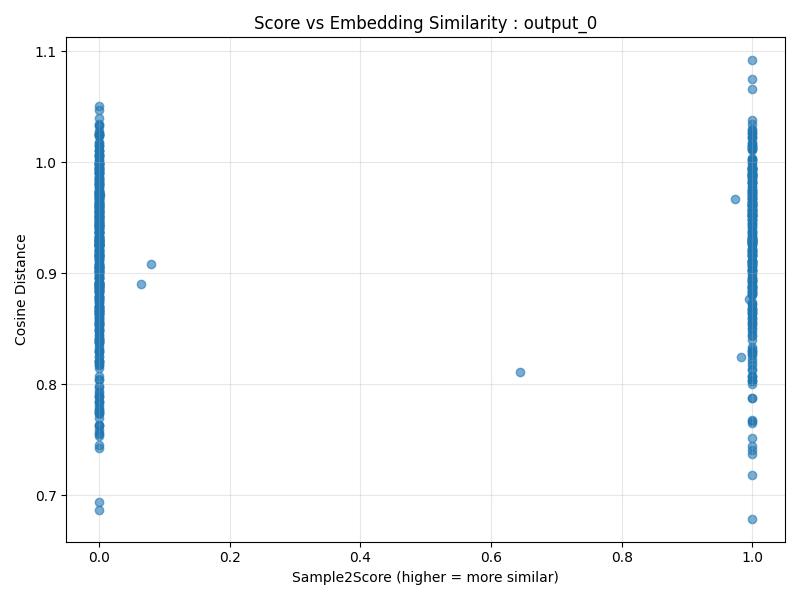 Score vs Embedding Similarity : output_0
1.1
1.0
0.9
0.8
0.7
Cosine Distance
0.0 0.2 0.4 0.6 0.8 1.0
Sample2Score (higher = more similar)